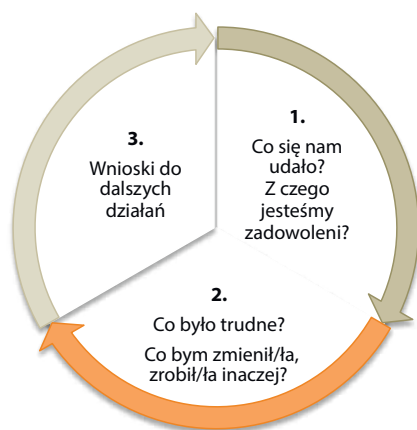 1.
Co się nam
udało?
Z czego
jesteśmy
zadowoleni?
2.
Co było trudne?
Co bym zmienił/ła,
zrobił/ła inaczej?
3.
Wnioski do
dalszych
działań